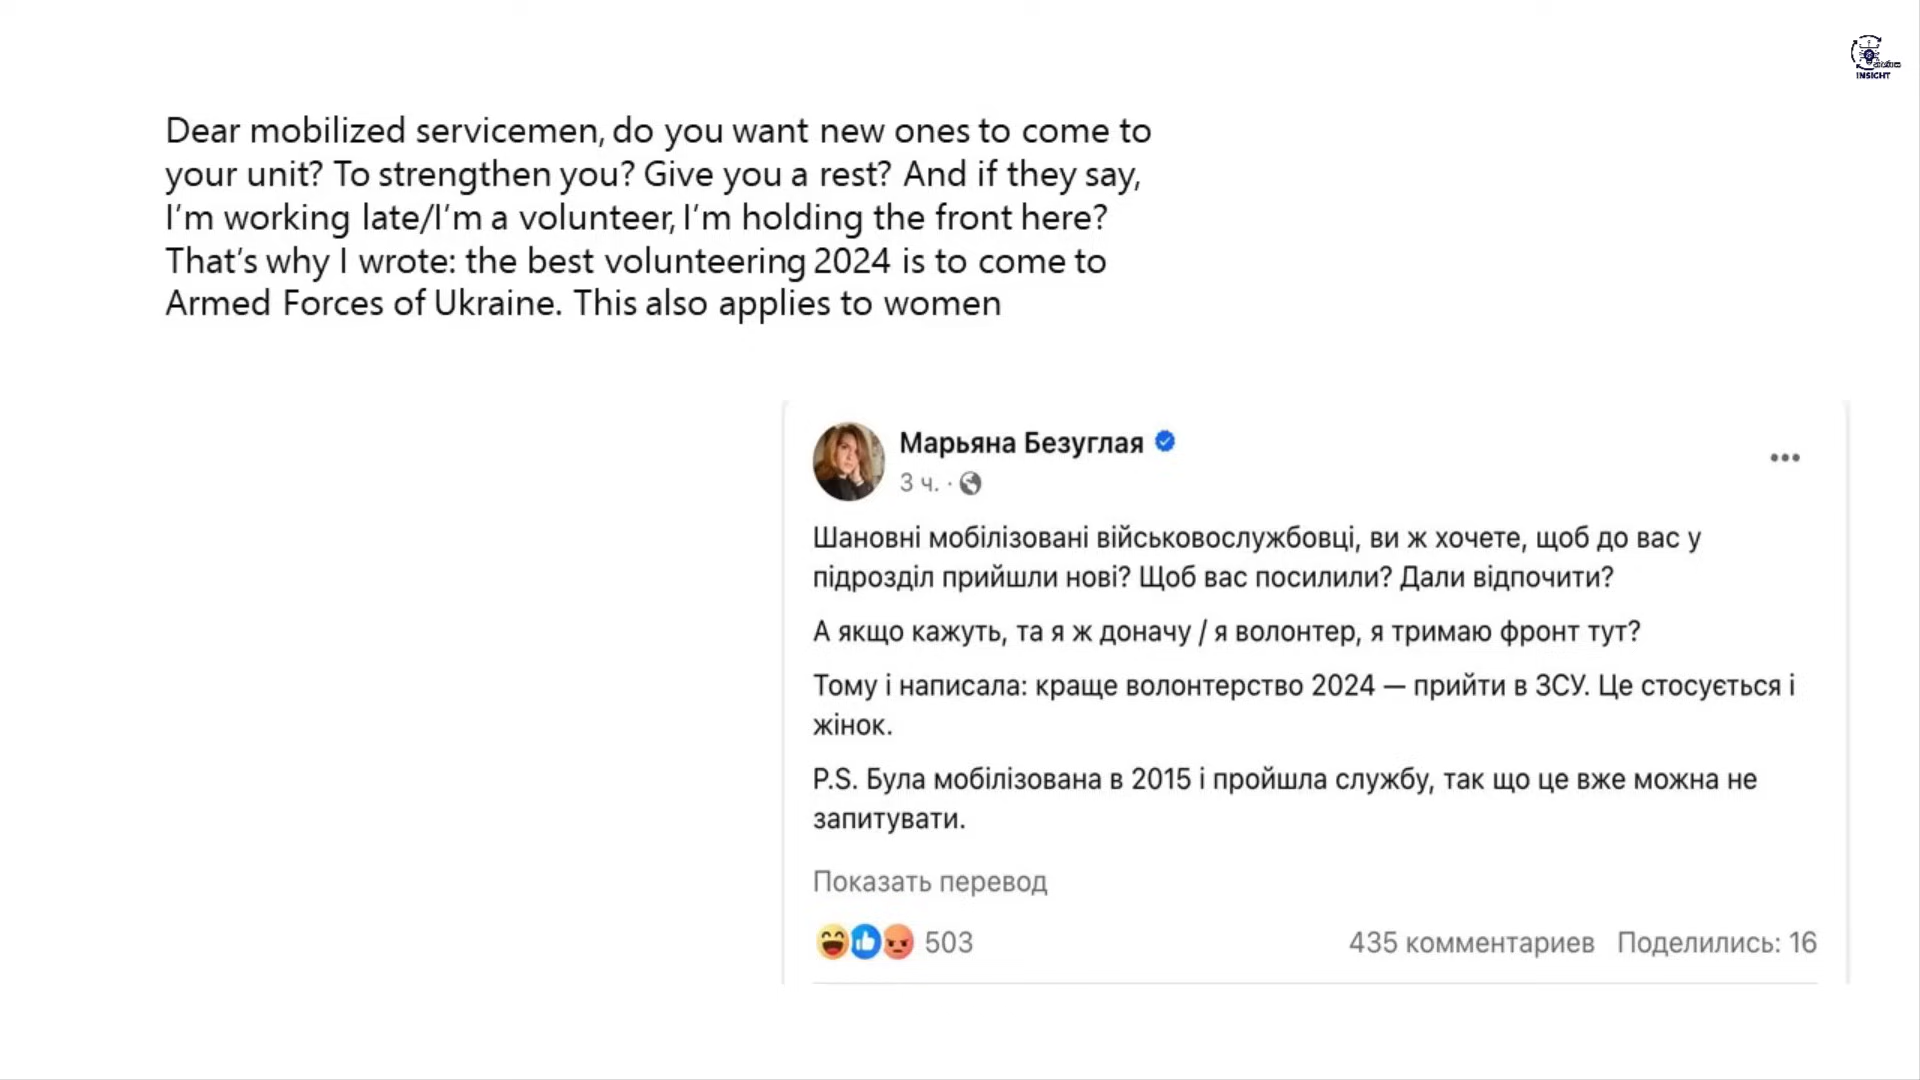 INSIGHT
Dear mobilized servicemen, do you want new ones to come to
your unit? To strengthen you? Give you a rest? And if they say,
I’m working late/I’m a volunteer, I’m holding the front here?
That’s why I wrote: the best volunteering 2024 is to come to
Armed Forces of Ukraine. This also applies to women
Марьяна Безуглая
3 ч. ·
Шановні мобілізовані військовослужбовці, ви ж хочете, щоб до вас у
підрозділ прийшли нові? Щоб вас посилили? Дали відпочити?
А якщо кажуть, та я ж доначу / я волонтер, я тримаю фронт тут?
Тому і написала: краще волонтерство 2024 — прийти в ЗСУ. Це стосується і
жінок.
P.S. Була мобілізована в 2015 і пройшла службу, так що це вже можна не
запитувати.
Показать перевод
503
435 комментариев Поделились: 16